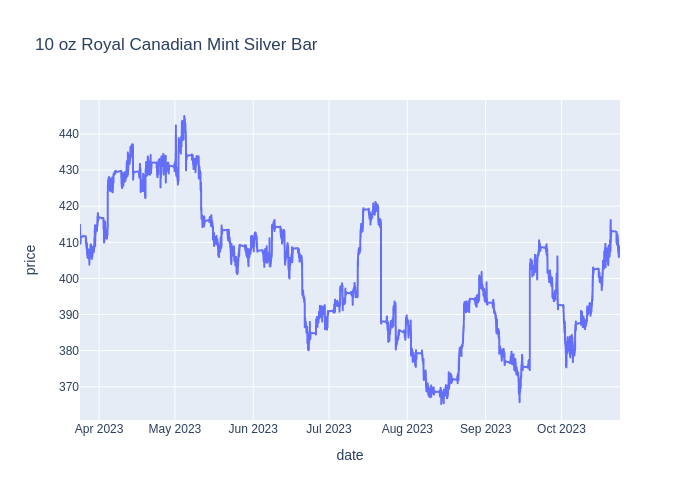 10 oz Royal Canadian Mint Silver Bar
price
440
430
420
410
400
390
380
370
Apr 2023 May 2023 Jun 2023 Jul 2023 Aug 2023 Sep 2023 Oct 2023
date